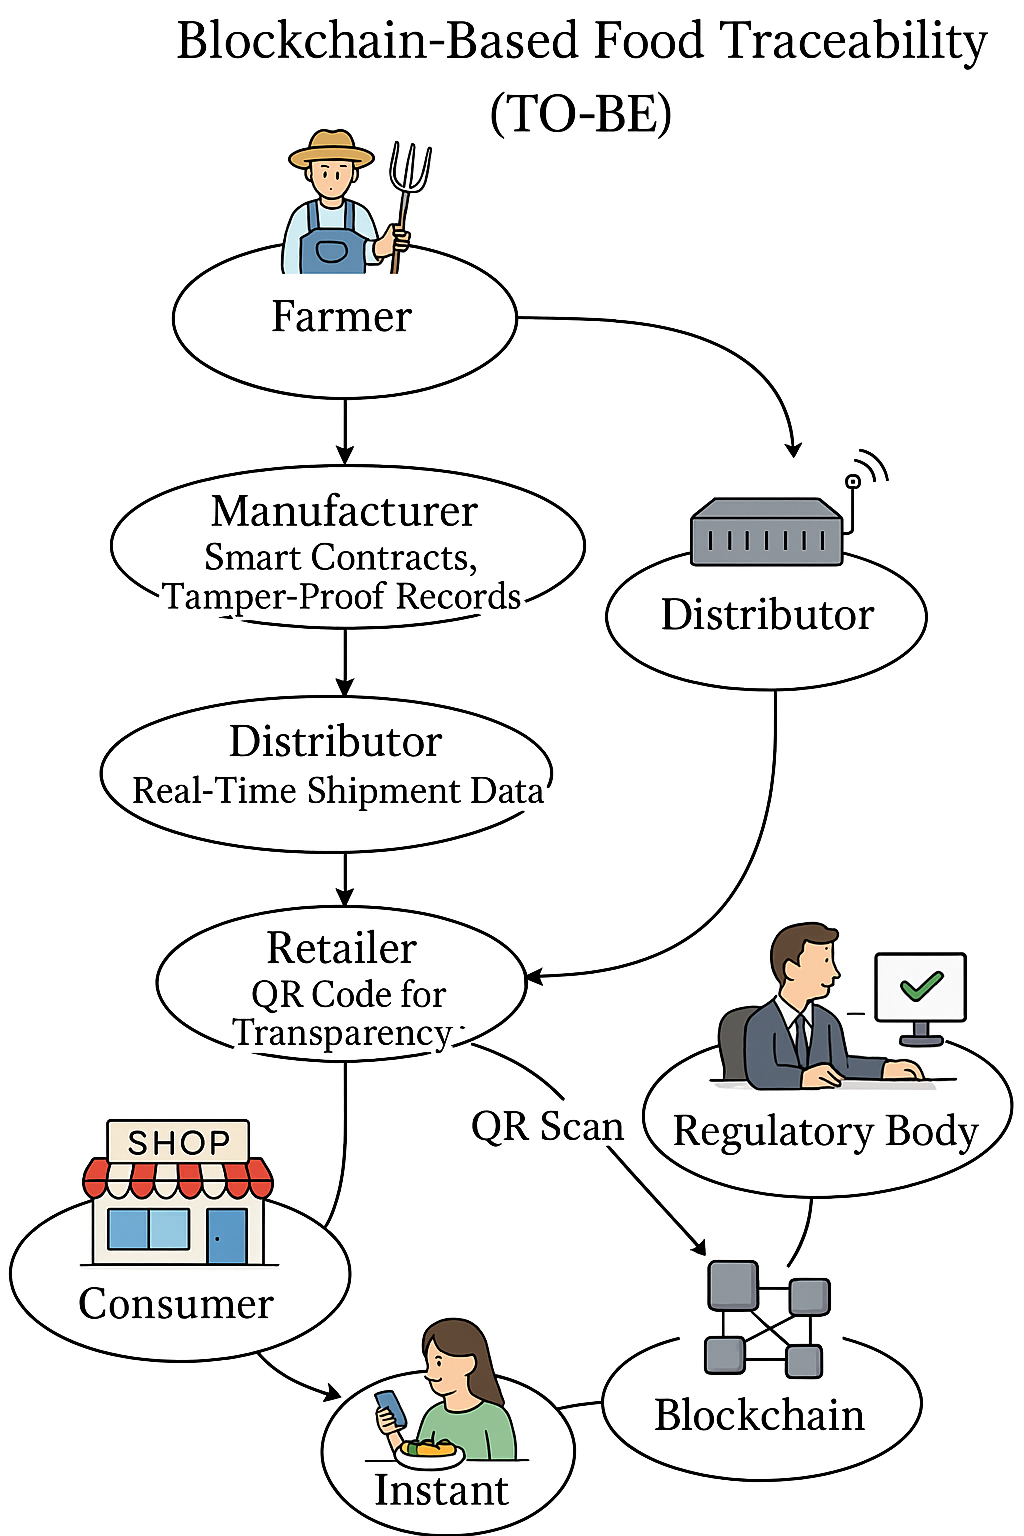 Blockchain-Based Food Traceability
(TO-BE)
Farmer
Manufacturer
Smart Contracts,
Tamper-Proof Records
Distributor
Distributor
Real-Time Shipment Data
Retailer
QR Code for
Transparency
QR Scan
Regulatory Body
SHOP
Consumer
Blockchain
Instant